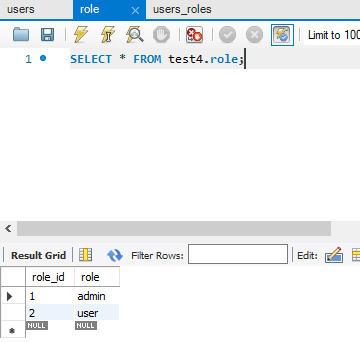 users role users_roles
Limit to 100
1 SELECT * FROM test4.role;
Result Grid Filter Rows: Edit:
role_id role
1 admin
2 user
NULL NULL